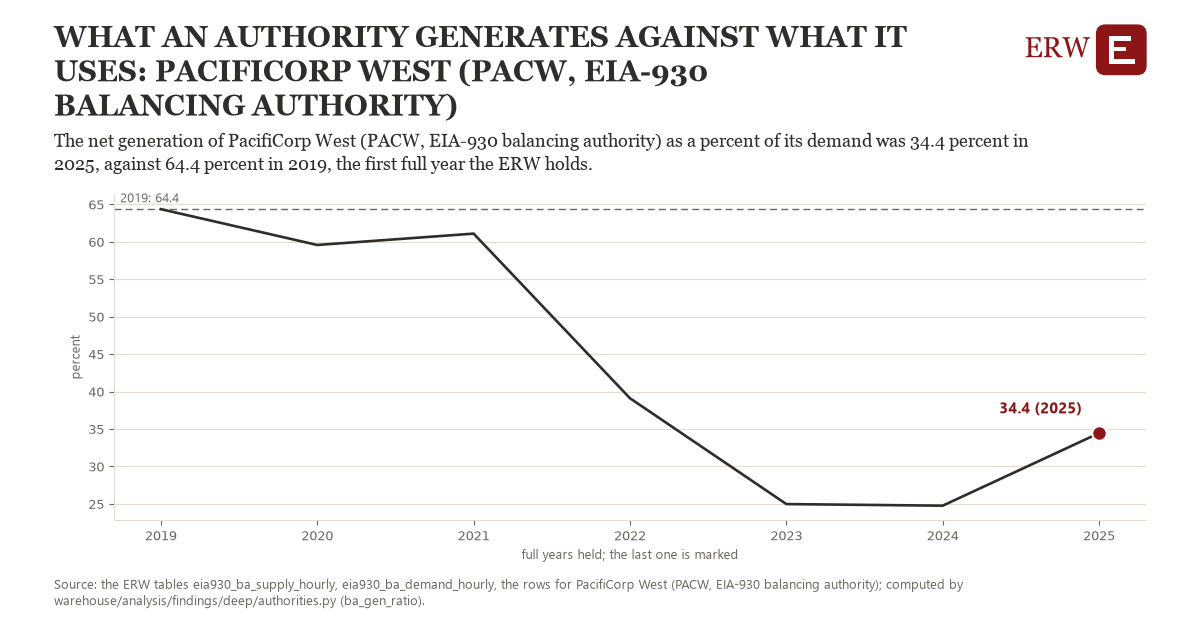 WHAT AN AUTHORITY GENERATES AGAINST WHAT IT
USES: PACIFICORP WEST (PACW, EIA-930
BALANCING AUTHORITY)
ERW E
The net generation of PacifiCorp West (PACW, EIA-930 balancing authority) as a percent of its demand was 34.4 percent in
2025, against 64.4 percent in 2019, the first full year the ERW holds.
2019: 64.4
65
60
55
50
45
40
35
30
25
percent
34.4 (2025)
2019 2020 2021 2022 2023 2024 2025
full years held; the last one is marked
Source: the ERW tables eia930_ba_supply_hourly, eia930_ba_demand_hourly, the rows for PacifiCorp West (PACW, EIA-930 balancing authority); computed by
warehouse/analysis/findings/deep/authorities.py (ba_gen_ratio).